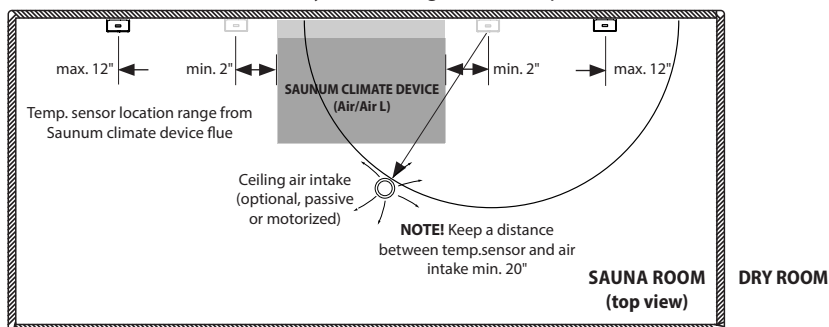 max. 12"
min. 2"
SAUNUM CLIMATE DEVICE
(Air/Air L)
min. 2"
max. 12"
Temp. sensor location range from
Saunum climate device flue
Ceiling air intake
(optional, passive
or motorized)
NOTE! Keep a distance
between temp.sensor and air
intake min. 20"
SAUNA ROOM
(top view)
DRY ROOM